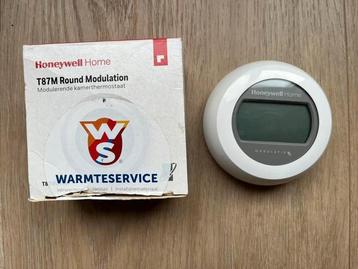 Honeywell Home
T87M Round Modulation
Modulerende kamerthermostaat
WS
WARMTESERVICE
Honeywell Home
MODULATION